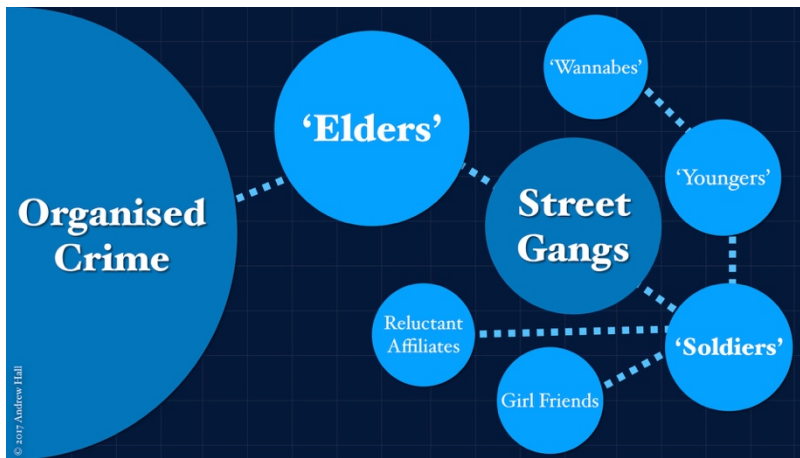 Organised
Crime
‘Elders’
Street
Gangs
‘Wannabes’
‘Youngers’
‘Soldiers’
Reluctant
Affiliates
Girl Friends
© 2017 Andrew Hall